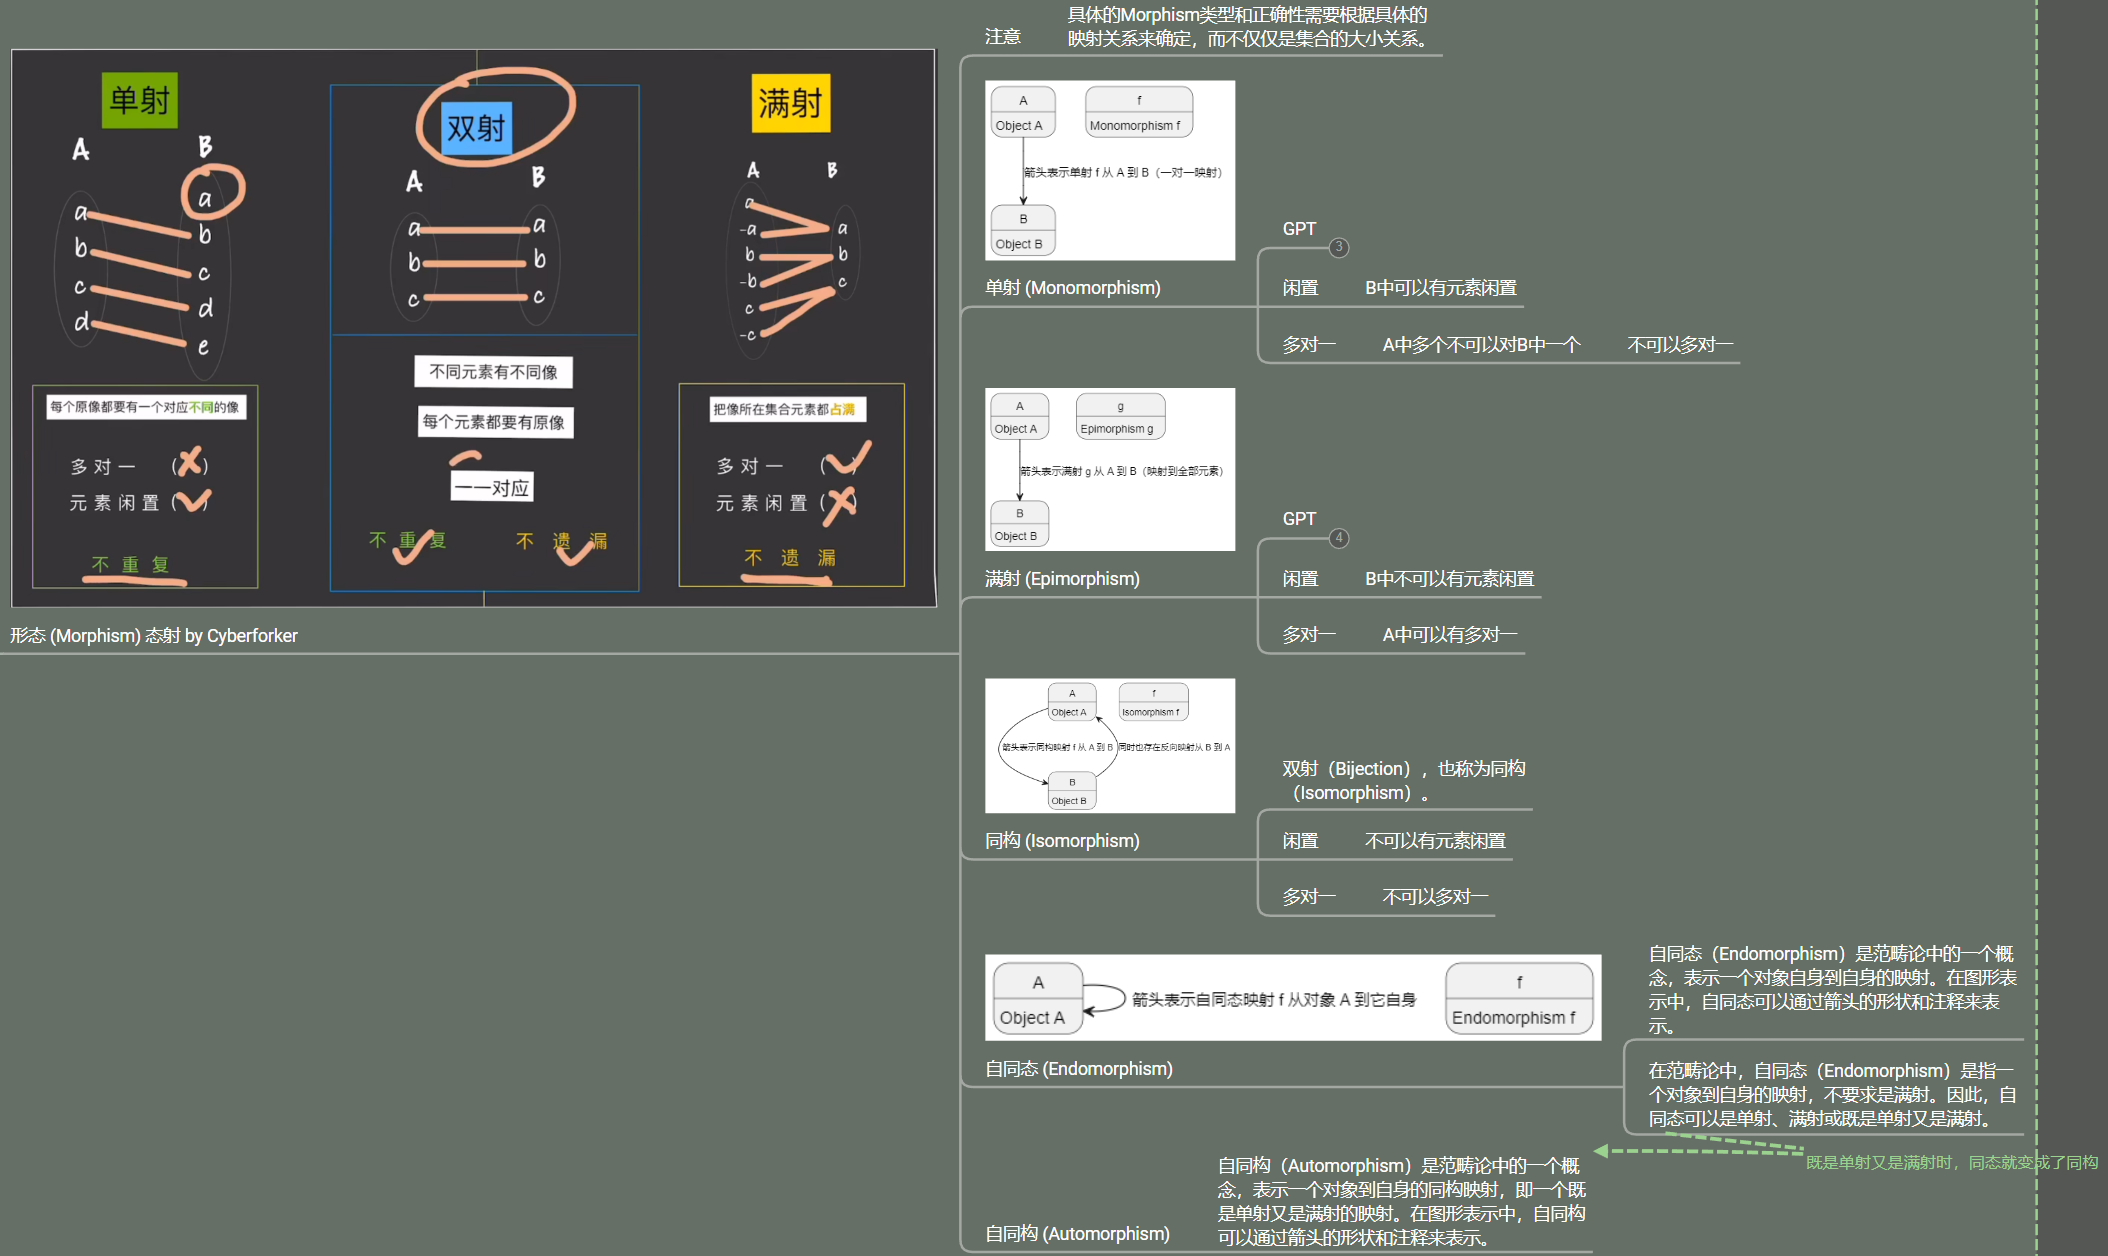 单射
A
B
a
a
b
b
c
c
d
d
e
每个原像都要有一个对应不同的像
多对一 ( )
元素闲置 ( )
不重复
双射
A
B
a
a
b
b
c
c
不同元素有不同像
每个元素都要有原像
一一对应
不重复
不遗漏
满射
A
B
a
-a
a
b
b
-b
c
c
-c
把像所在集合元素都占满
多对一 ( )
元素闲置 ( )
不遗漏
形态 (Morphism) 态射 by Cyberforker
注意
具体的Morphism类型和正确性需要根据具体的
映射关系来确定，而不仅仅是集合的大小关系。
A
Object A
f
Monomorphism f
箭头表示单射 f 从 A 到 B（一对一映射）
B
Object B
单射 (Monomorphism)
GPT
3
闲置
B中可以有元素闲置
多对一
A中多个不可以对B中一个
不可以多对一
A
Object A
g
Epimorphism g
箭头表示满射 g 从 A 到 B（映射到全部元素）
B
Object B
满射 (Epimorphism)
GPT
4
闲置
B中不可以有元素闲置
多对一
A中可以有多对一
A
Object A
f
Isomorphism f
箭头表示同构映射 f 从 A 到 B
同时也存在反向映射从 B 到 A
B
Object B
同构 (Isomorphism)
双射（Bijection），也称为同构
（Isomorphism）。
闲置
不可以有元素闲置
多对一
不可以多对一
A
Object A
箭头表示自同态映射 f 从对象 A 到它自身
f
Endomorphism f
自同态 (Endomorphism)
自同态（Endomorphism）是范畴论中的一个概
念，表示一个对象自身到自身的映射。在图形表
示中，自同态可以通过箭头的形状和注释来表
示。
在范畴论中，自同态（Endomorphism）是指一
个对象到自身的映射，不要求是满射。因此，自
同态可以是单射、满射或既是单射又是满射。
既是单射又是满射时，同态就变成了同构
自同构 (Automorphism)
自同构（Automorphism）是范畴论中的一个概
念，表示一个对象到自身的同构映射，即一个既
是单射又是满射的映射。在图形表示中，自同构
可以通过箭头的形状和注释来表示。